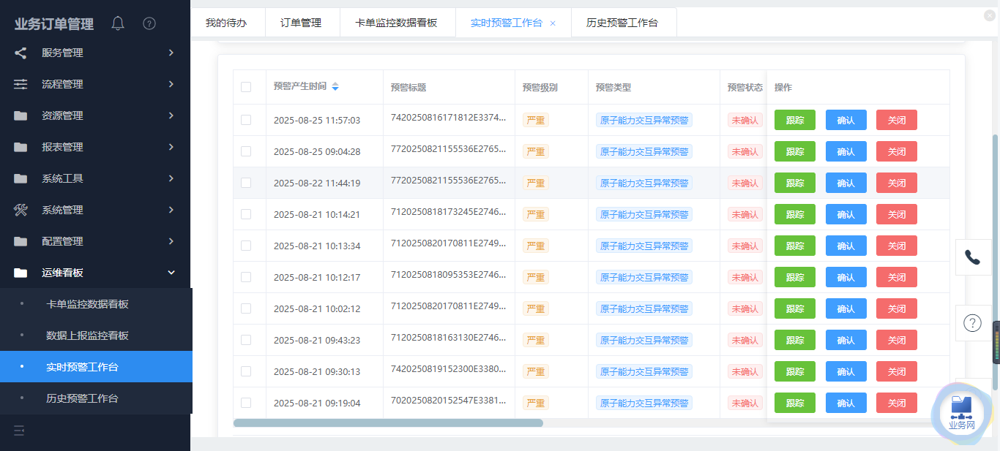 业务订单管理
服务管理
流程管理
资源管理
报表管理
系统工具
系统管理
配置管理
运维看板
卡单监控数据看板
数据上报监控看板
实时预警工作台
历史预警工作台
我的待办 订单管理 卡单监控数据看板 实时预警工作台 × 历史预警工作台
预警产生时间 预警标题 预警级别 预警类型 预警状态 操作
2025-08-25 11:57:03 7420250816171812E3374... 严重 原子能力交互异常预警 未确认 跟踪 确认 关闭
2025-08-25 09:04:28 7720250821155536E2765... 严重 原子能力交互异常预警 未确认 跟踪 确认 关闭
2025-08-22 11:44:19 7720250821155536E2765... 严重 原子能力交互异常预警 未确认 跟踪 确认 关闭
2025-08-21 10:14:21 7120250818173245E2746... 严重 原子能力交互异常预警 未确认 跟踪 确认 关闭
2025-08-21 10:13:34 7120250820170811E2749... 严重 原子能力交互异常预警 未确认 跟踪 确认 关闭
2025-08-21 10:12:17 7120250818095353E2746... 严重 原子能力交互异常预警 未确认 跟踪 确认 关闭
2025-08-21 10:02:12 7120250820170811E2749... 严重 原子能力交互异常预警 未确认 跟踪 确认 关闭
2025-08-21 09:43:23 7120250818163130E2746... 严重 原子能力交互异常预警 未确认 跟踪 确认 关闭
2025-08-21 09:30:13 7420250819152300E3380... 严重 原子能力交互异常预警 未确认 跟踪 确认 关闭
2025-08-21 09:19:04 7020250820152547E3381... 严重 原子能力交互异常预警 未确认 跟踪 确认 关闭
业务网